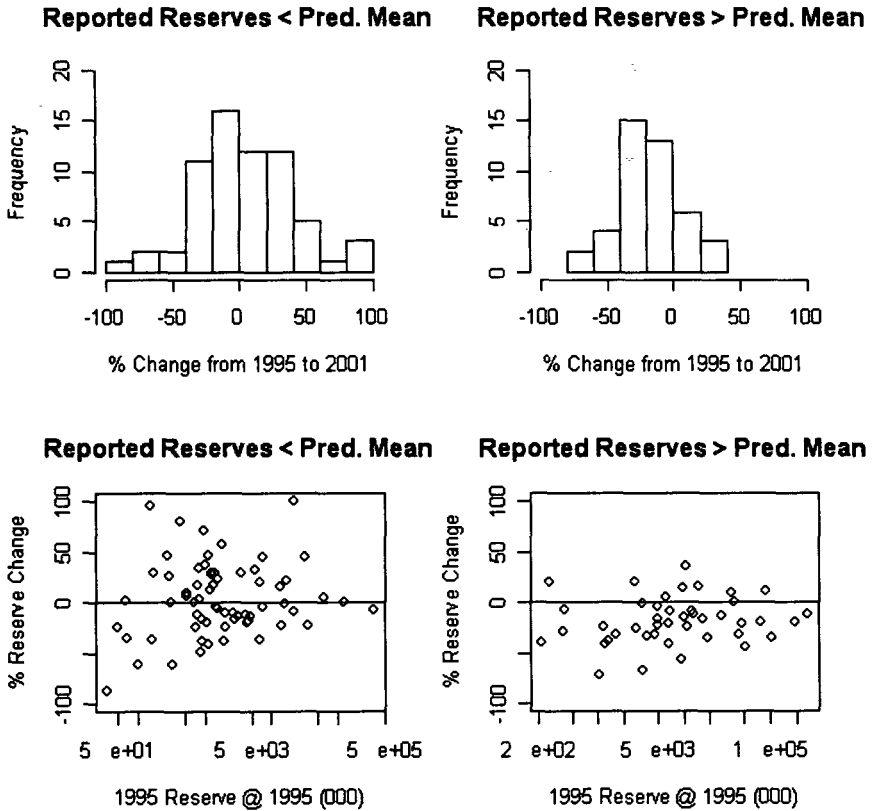 Reported Reserves < Pred. Mean
Frequency
0 5 10 15 20
-100 -50 0 50 100
% Change from 1995 to 2001
Reported Reserves > Pred. Mean
Frequency
0 5 10 15 20
-100 -50 0 50 100
% Change from 1995 to 2001
Reported Reserves < Pred. Mean
% Reserve Change
-100 0 50 100
5 e+01 5 e+03 5 e+05
1995 Reserve @ 1995 (000)
Reported Reserves > Pred. Mean
% Reserve Change
-100 0 50 100
2 e+02 5 e+03 1 e+05
1995 Reserve @ 1995 (000)